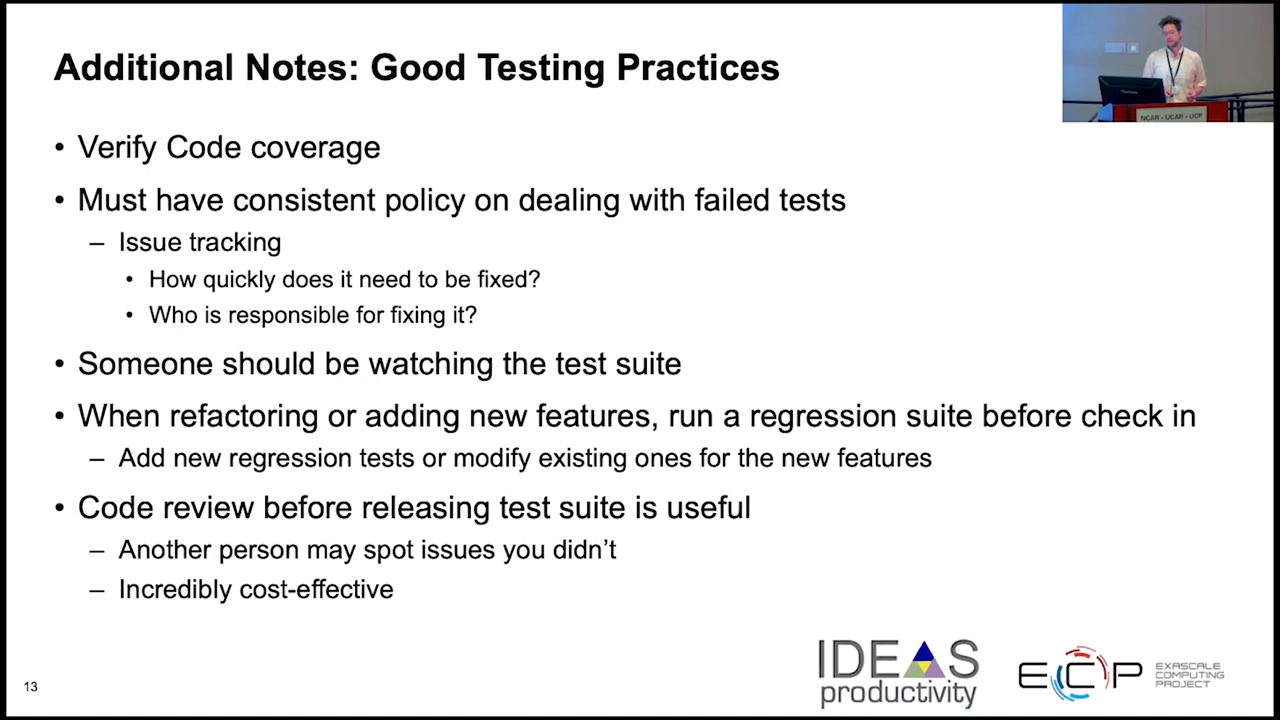 Additional Notes: Good Testing Practices
• Verify Code coverage
• Must have consistent policy on dealing with failed tests
– Issue tracking
• How quickly does it need to be fixed?
• Who is responsible for fixing it?
• Someone should be watching the test suite
• When refactoring or adding new features, run a regression suite before check in
– Add new regression tests or modify existing ones for the new features
• Code review before releasing test suite is useful
– Another person may spot issues you didn’t
– Incredibly cost-effective
NCAR • UCAR • UCP
13
IDEAS
productivity
ECP
EXASCALE
COMPUTING
PROJECT